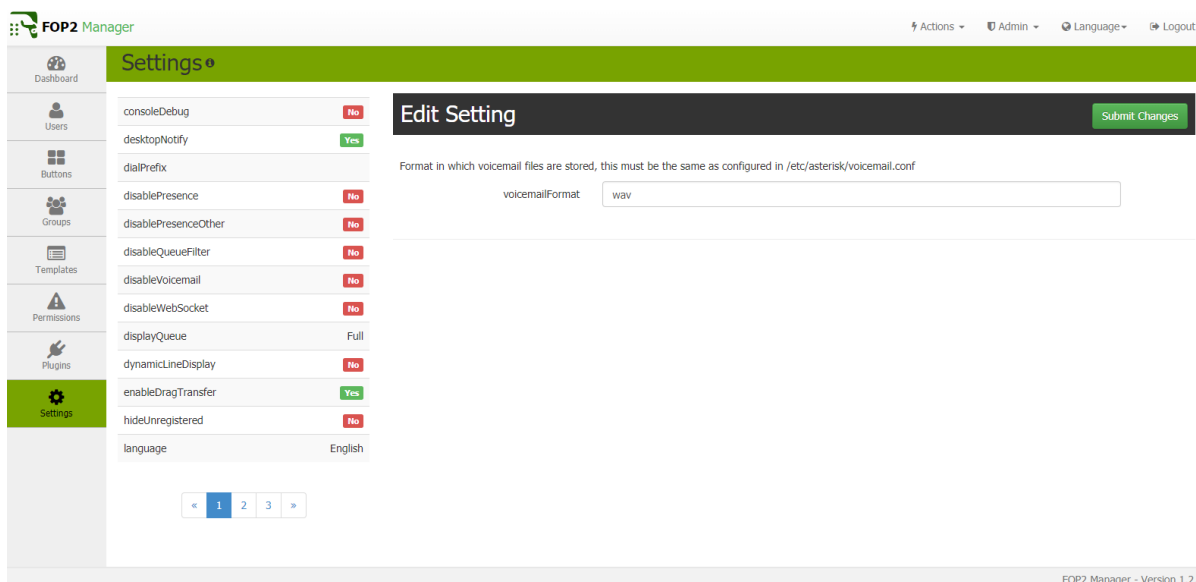 FOP2 Manager
Actions
Admin
Language
Logout
Dashboard
Users
Buttons
Groups
Templates
Permissions
Plugins
Settings
Settings
consoleDebug No
desktopNotify Yes
dialPrefix
disablePresence No
disablePresenceOther No
disableQueueFilter No
disableVoicemail No
disableWebSocket No
displayQueue Full
dynamicLineDisplay No
enableDragTransfer Yes
hideUnregistered No
language English
« 1 2 3 »
Edit Setting
Submit Changes
Format in which voicemail files are stored, this must be the same as configured in /etc/asterisk/voicemail.conf
voicemailFormat wav
FOP2 Manager - Version 1.2